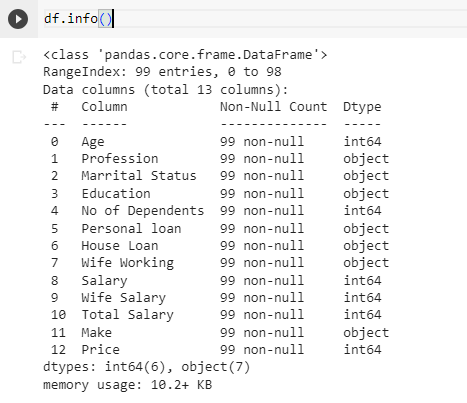 df.info()
<class 'pandas.core.frame.DataFrame'>
RangeIndex: 99 entries, 0 to 98
Data columns (total 13 columns):
 #   Column            Non-Null Count  Dtype
---  ------            --------------  -----
 0   Age               99 non-null     int64
 1   Profession        99 non-null     object
 2   Marrital Status   99 non-null     object
 3   Education         99 non-null     object
 4   No of Dependents  99 non-null     int64
 5   Personal loan     99 non-null     object
 6   House Loan        99 non-null     object
 7   Wife Working      99 non-null     object
 8   Salary            99 non-null     int64
 9   Wife Salary       99 non-null     int64
 10  Total Salary      99 non-null     int64
 11  Make              99 non-null     object
 12  Price             99 non-null     int64
dtypes: int64(6), object(7)
memory usage: 10.2+ KB